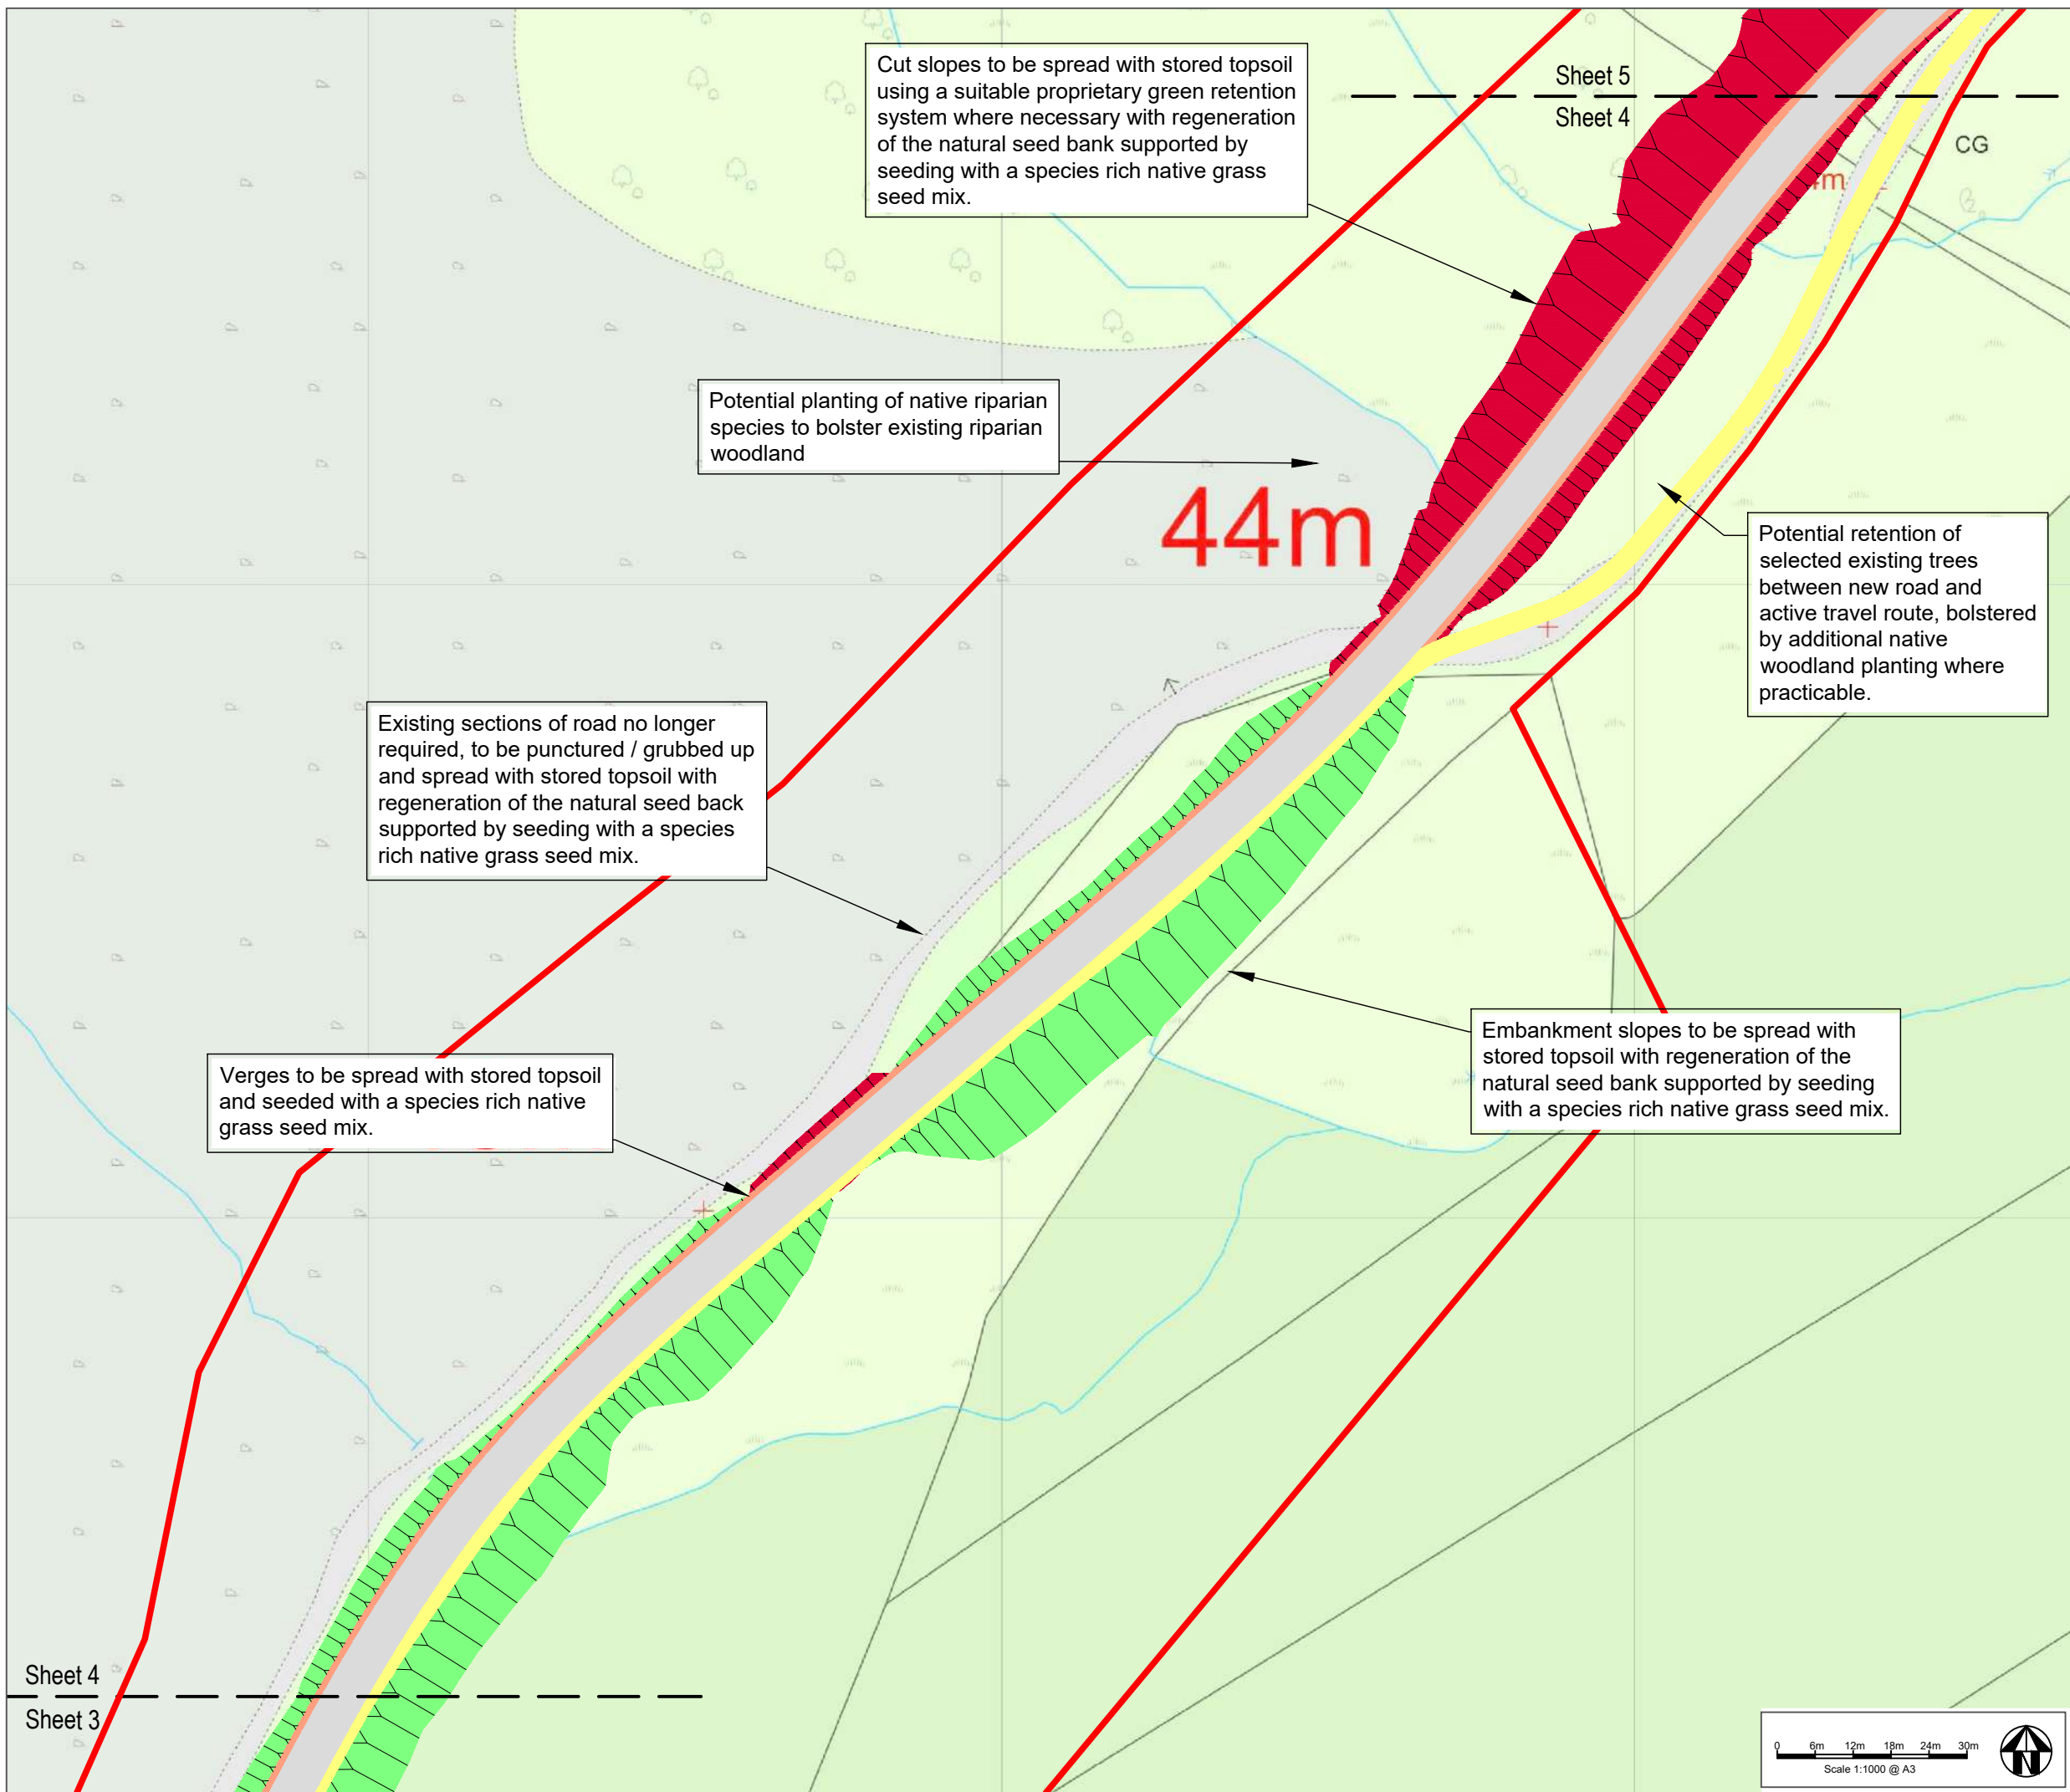 Cut slopes to be spread with stored topsoil
using a suitable proprietary green retention
system where necessary with regeneration
of the natural seed bank supported by
seeding with a species rich native grass
seed mix.
Sheet 5
Sheet 4
CG
Potential planting of native riparian
species to bolster existing riparian
woodland
44m
Potential retention of
selected existing trees
between new road and
active travel route, bolstered
by additional native
woodland planting where
practicable.
Existing sections of road no longer
required, to be punctured / grubbed up
and spread with stored topsoil with
regeneration of the natural seed back
supported by seeding with a species
rich native grass seed mix.
Embankment slopes to be spread with
stored topsoil with regeneration of the
natural seed bank supported by seeding
with a species rich native grass seed mix.
Verges to be spread with stored topsoil
and seeded with a species rich native
grass seed mix.
Sheet 4
Sheet 3
0 6m 12m 18m 24m 30m
Scale 1:1000 @ A3
N